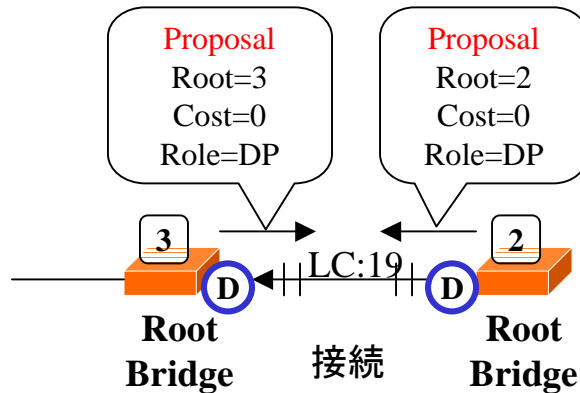 Proposal
Root=3
Cost=0
Role=DP
Proposal
Root=2
Cost=0
Role=DP
3
2
D
LC:19
D
Root
Bridge
接続
Root
Bridge